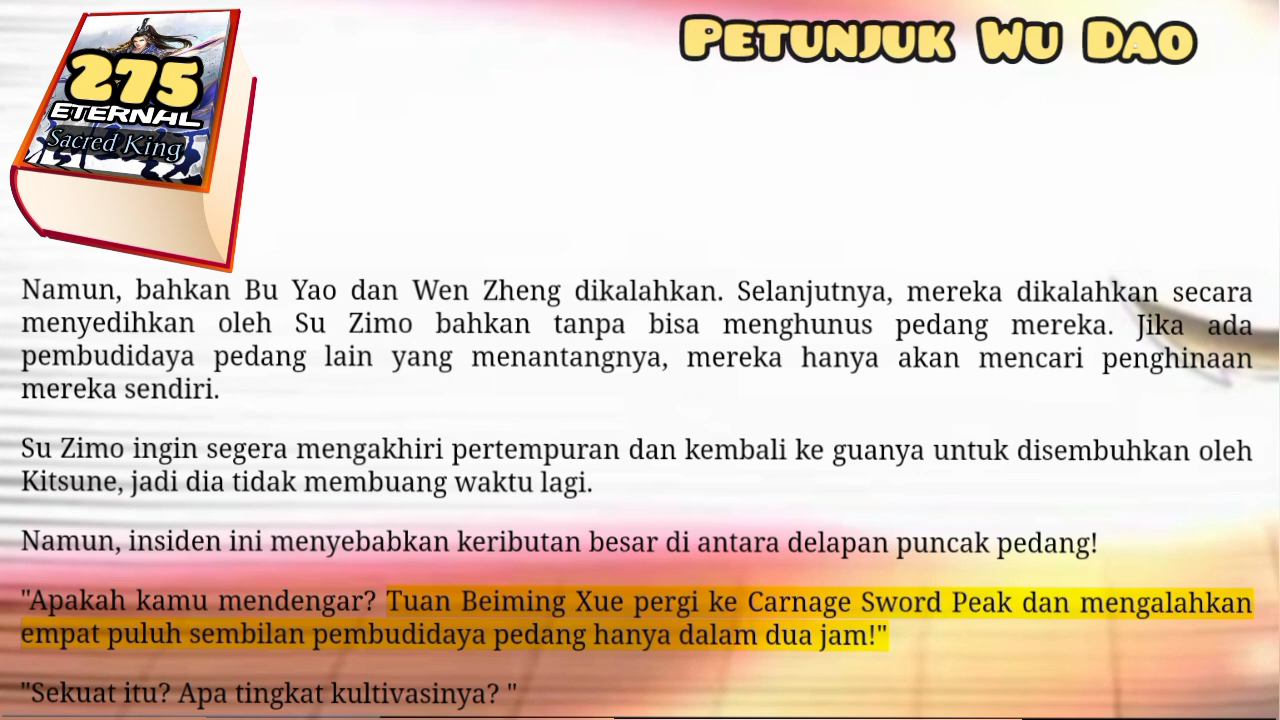 Petunjuk Wu Dao
275
ETERNAL
Sacred King
Namun, bahkan Bu Yao dan Wen Zheng dikalahkan. Selanjutnya, mereka dikalahkan secara
menyedihkan oleh Su Zimo bahkan tanpa bisa menghunus pedang mereka. Jika ada
pembudidaya pedang lain yang menantangnya, mereka hanya akan mencari penghinaan
mereka sendiri.
Su Zimo ingin segera mengakhiri pertempuran dan kembali ke guanya untuk disembuhkan oleh
Kitsune, jadi dia tidak membuang waktu lagi.
Namun, insiden ini menyebabkan keributan besar di antara delapan puncak pedang!
"Apakah kamu mendengar? Tuan Beiming Xue pergi ke Carnage Sword Peak dan mengalahkan
empat puluh sembilan pembudidaya pedang hanya dalam dua jam!"
"Sekuat itu? Apa tingkat kultivasinya? "